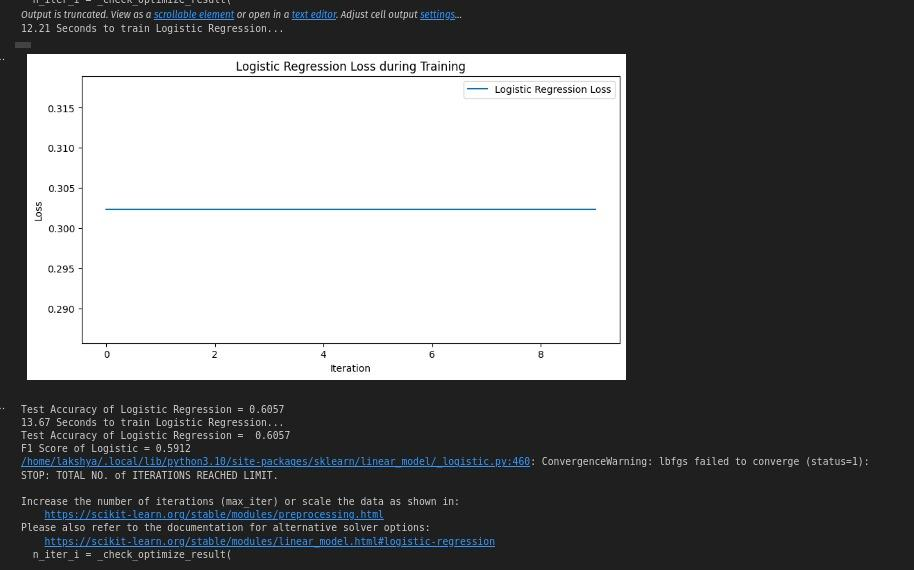 n_iter_i = _check_optimize_result(
Output is truncated. View as a scrollable element or open in a text editor. Adjust cell output settings...
12.21 Seconds to train Logistic Regression...
Logistic Regression Loss during Training
Logistic Regression Loss
0.315
0.310
0.305
0.300
0.295
0.290
Loss
0 2 4 6 8
Iteration
Test Accuracy of Logistic Regression = 0.6057
13.67 Seconds to train Logistic Regression...
Test Accuracy of Logistic Regression =  0.6057
F1 Score of Logistic = 0.5912
/home/lakshya/.local/lib/python3.10/site-packages/sklearn/linear_model/_logistic.py:460: ConvergenceWarning: lbfgs failed to converge (status=1):
STOP: TOTAL NO. of ITERATIONS REACHED LIMIT.
Increase the number of iterations (max_iter) or scale the data as shown in:
https://scikit-learn.org/stable/modules/preprocessing.html
Please also refer to the documentation for alternative solver options:
https://scikit-learn.org/stable/modules/linear_model.html#logistic-regression
n_iter_i = _check_optimize_result(